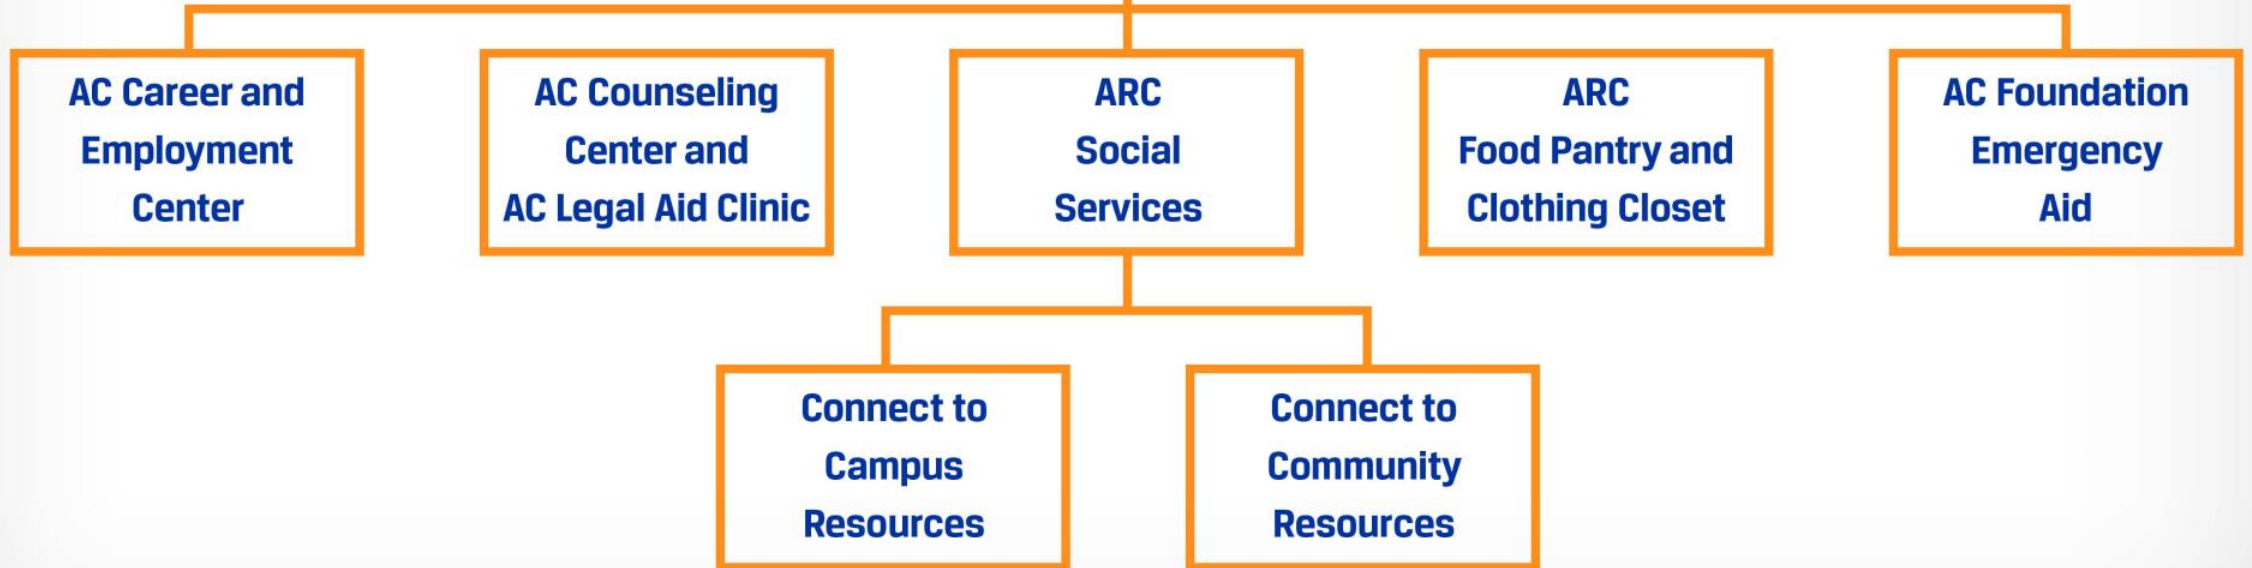 AC Career and
Employment
Center
AC Counseling
Center and
AC Legal Aid Clinic
ARC
Social
Services
ARC
Food Pantry and
Clothing Closet
AC Foundation
Emergency
Aid
Connect to
Campus
Resources
Connect to
Community
Resources